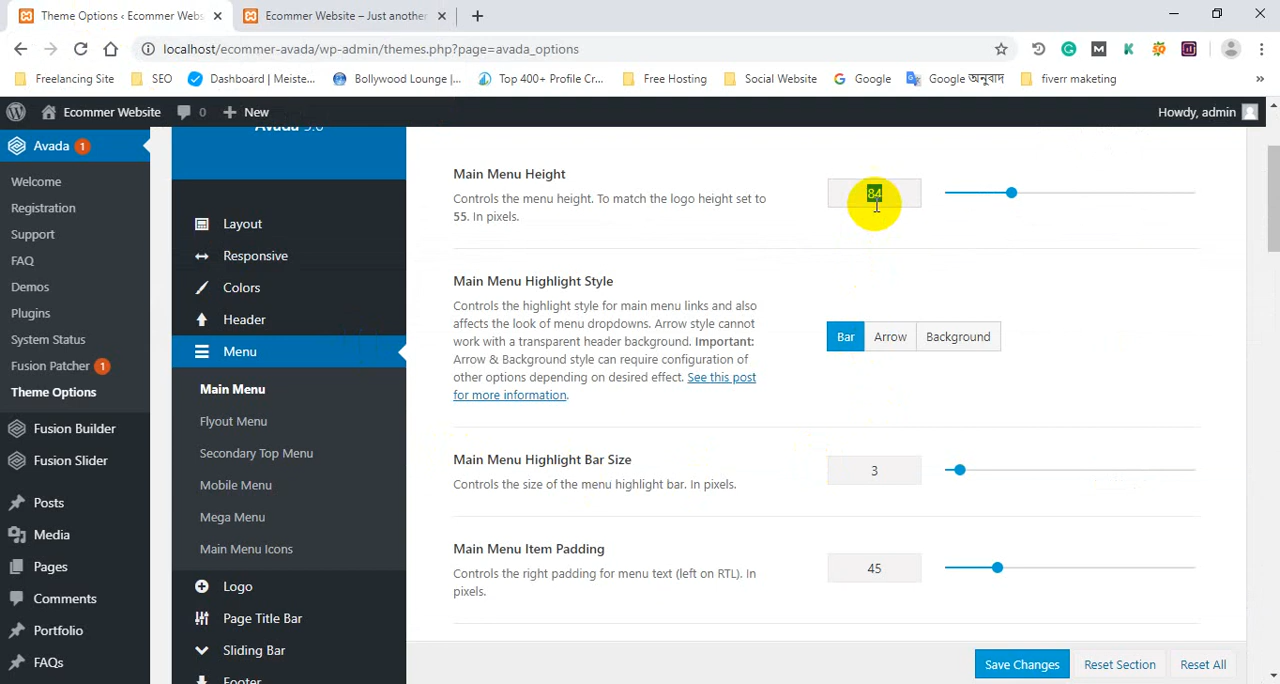 Theme Options ‹ Ecommer Webs
Ecommer Website – Just another
localhost/ecommer-avada/wp-admin/themes.php?page=avada_options
Freelancing Site
SEO
Dashboard | Meiste...
Bollywood Lounge |...
Top 400+ Profile Cr...
Free Hosting
Social Website
Google
Google অনুবাদ
fiverr maketing
»
Ecommer Website
0
New
Howdy, admin
Avada 1
Welcome
Registration
Support
FAQ
Demos
Plugins
System Status
Fusion Patcher 1
Theme Options
Fusion Builder
Fusion Slider
Posts
Media
Pages
Comments
Portfolio
FAQs
Layout
Responsive
Colors
Header
Menu
Main Menu
Flyout Menu
Secondary Top Menu
Mobile Menu
Mega Menu
Main Menu Icons
Logo
Page Title Bar
Sliding Bar
Footer
Main Menu Height
Controls the menu height. To match the logo height set to
55. In pixels.
84
Main Menu Highlight Style
Controls the highlight style for main menu links and also
affects the look of menu dropdowns. Arrow style cannot
work with a transparent header background. Important:
Arrow & Background style can require configuration of
other options depending on desired effect. See this post
for more information.
Bar
Arrow
Background
Main Menu Highlight Bar Size
Controls the size of the menu highlight bar. In pixels.
3
Main Menu Item Padding
Controls the right padding for menu text (left on RTL). In
pixels.
45
Save Changes
Reset Section
Reset All